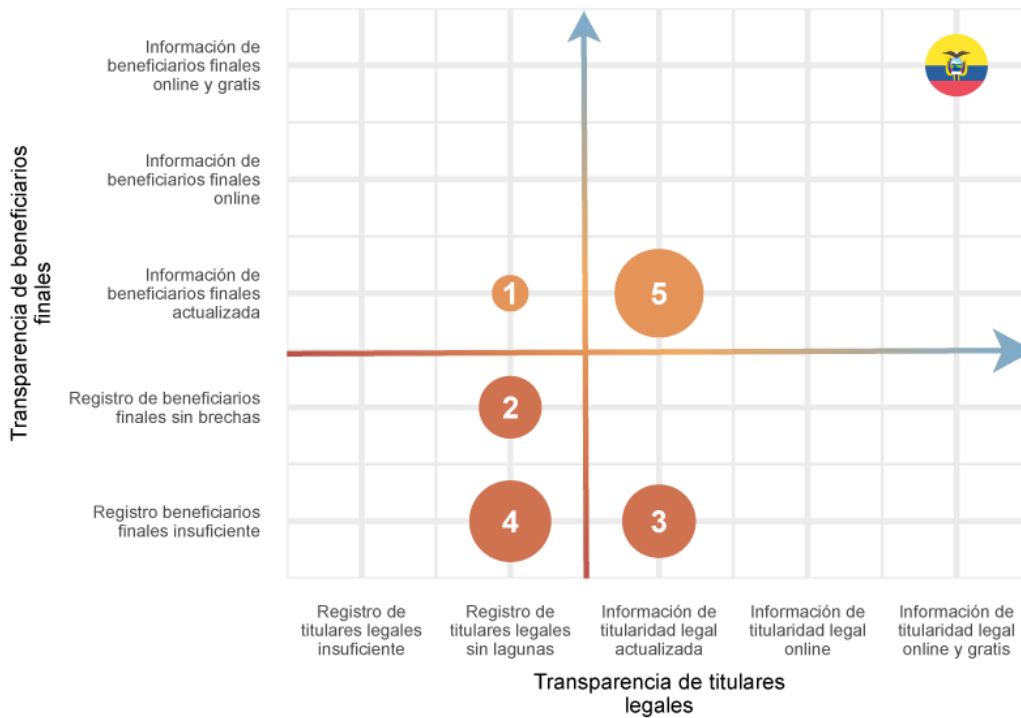 Transparencia de beneficiarios
finales
Información de
beneficiarios finales
online y gratis
Información de
beneficiarios finales
online
Información de
beneficiarios finales
actualizada
Registro de beneficiarios
finales sin brechas
Registro beneficiarios
finales insuficiente
1
5
2
4
3
Registro de
titulares legales
insuficiente
Registro de
titulares legales
sin lagunas
Información de
titularidad legal
actualizada
Información de
titularidad legal
online
Información de
titularidad legal
online y gratis
Transparencia de titulares
legales